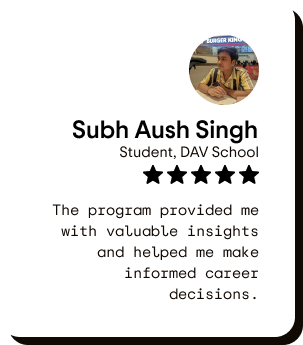 BURGER KING
Subh Aush Singh
Student, DAV School
The program provided me
with valuable insights
and helped me make
informed career
decisions.